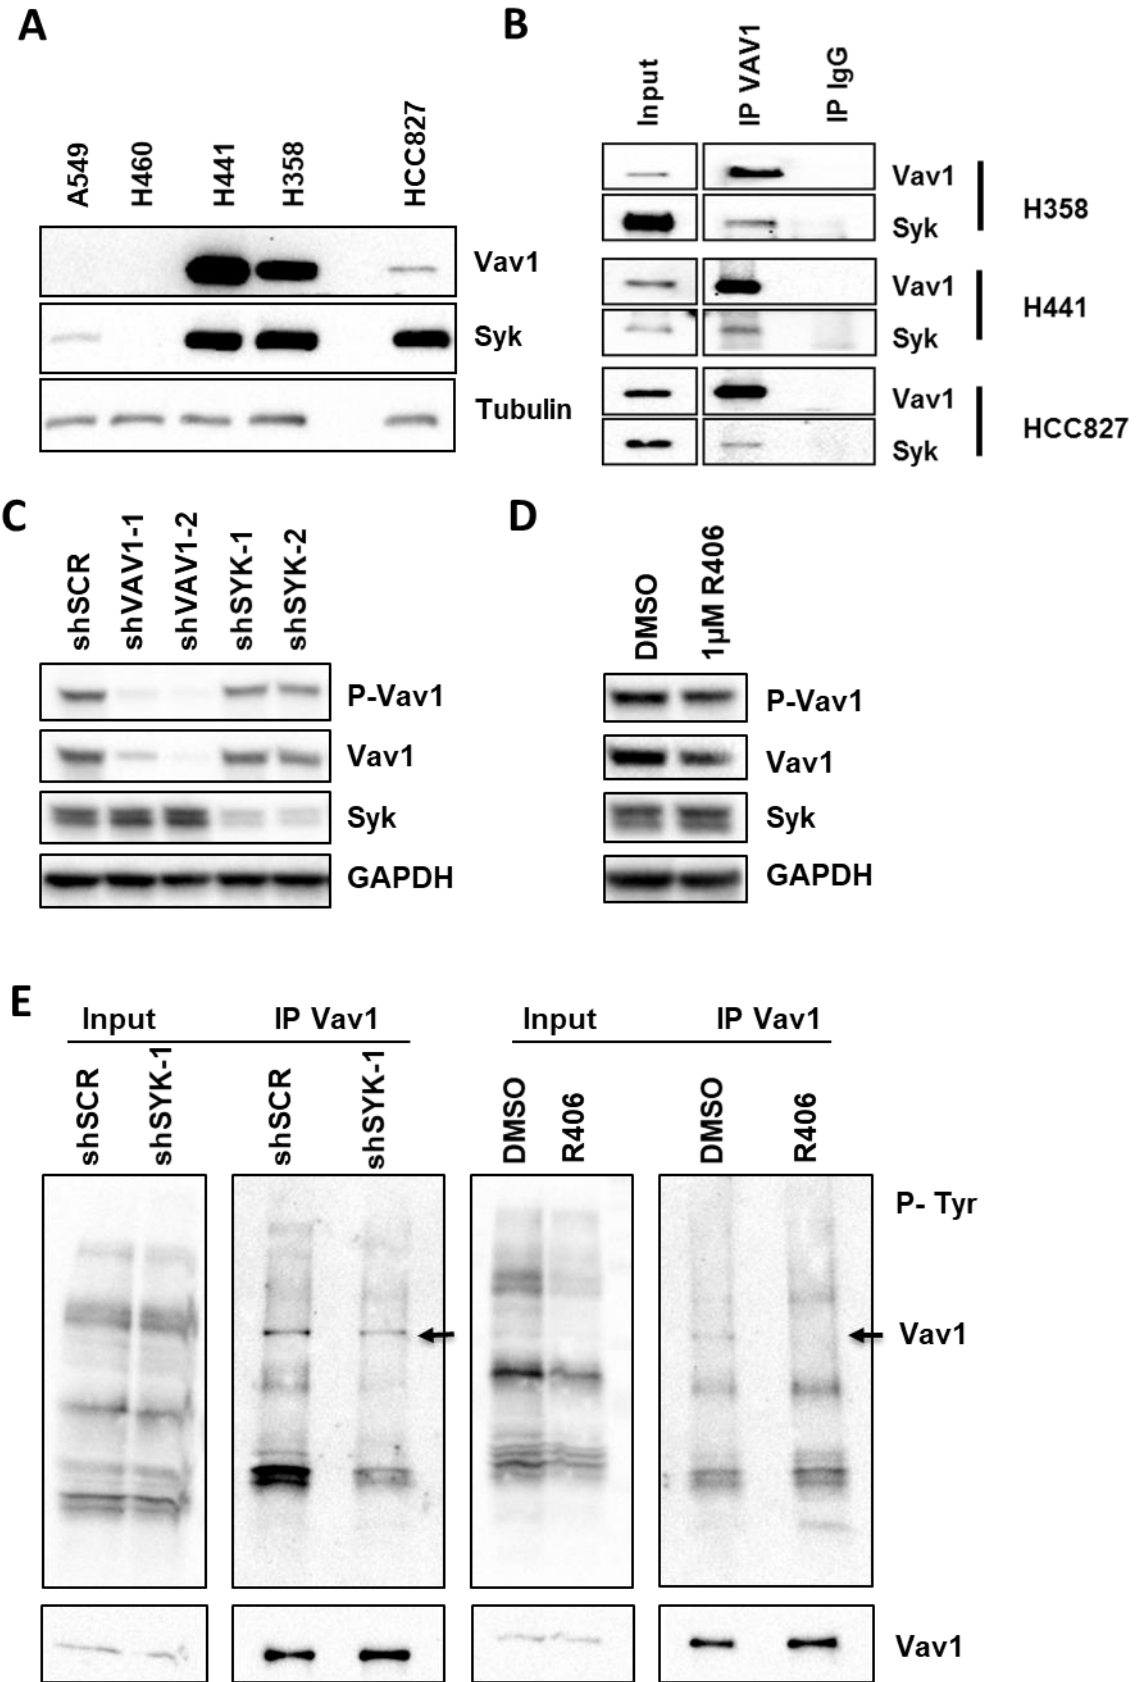 A
A549
H460
H441
H358
HCC827
Vav1
Syk
Tubulin
B
Input
IP VAV1
IP IgG
Vav1
Syk
H358
Vav1
Syk
H441
Vav1
Syk
HCC827
C
shSCR
shVAV1-1
shVAV1-2
shSYK-1
shSYK-2
P-Vav1
Vav1
Syk
GAPDH
D
DMSO
1µM R406
P-Vav1
Vav1
Syk
GAPDH
E
Input
IP Vav1
Input
IP Vav1
shSCR
shSYK-1
shSCR
shSYK-1
DMSO
R406
DMSO
R406
P- Tyr
Vav1
Vav1